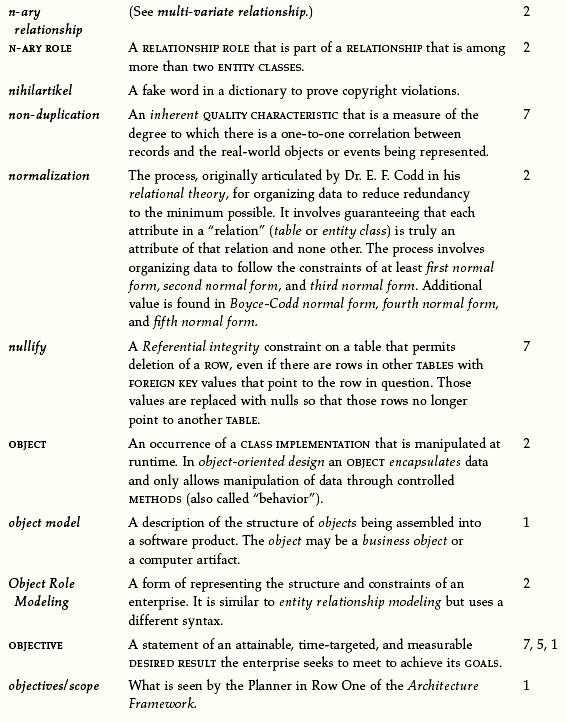 n-ary (See multi-variate relationship.) 2
relationship
N-ARY ROLE A RELATIONSHIP ROLE that is part of a RELATIONSHIP that is among 2
more than two ENTITY CLASSES.
nihilartikel A fake word in a dictionary to prove copyright violations.
non-duplication An inherent QUALITY CHARACTERISTIC that is a measure of the 7
degree to which there is a one-to-one correlation between
records and the real-world objects or events being represented.
normalization The process, originally articulated by Dr. E. F. Codd in his 2
relational theory, for organizing data to reduce redundancy
to the minimum possible. It involves guaranteeing that each
attribute in a “relation” (table or entity class) is truly an
attribute of that relation and none other. The process involves
organizing data to follow the constraints of at least first normal
form, second normal form, and third normal form. Additional
value is found in Boyce-Codd normal form, fourth normal form,
and fifth normal form.
nullify A Referential integrity constraint on a table that permits 7
deletion of a ROW, even if there are rows in other TABLES with
FOREIGN KEY values that point to the row in question. Those
values are replaced with nulls so that those rows no longer
point to another TABLE.
OBJECT An occurrence of a CLASS IMPLEMENTATION that is manipulated at 2
runtime. In object-oriented design an OBJECT encapsulates data
and only allows manipulation of data through controlled
METHODS (also called “behavior”).
object model A description of the structure of objects being assembled into 1
a software product. The object may be a business object or
a computer artifact.
Object Role A form of representing the structure and constraints of an 2
Modeling enterprise. It is similar to entity relationship modeling but uses a
different syntax.
OBJECTIVE A statement of an attainable, time-targeted, and measurable 7, 5, 1
DESIRED RESULT the enterprise seeks to meet to achieve its GOALS.
objectives/scope What is seen by the Planner in Row One of the Architecture 1
Framework.